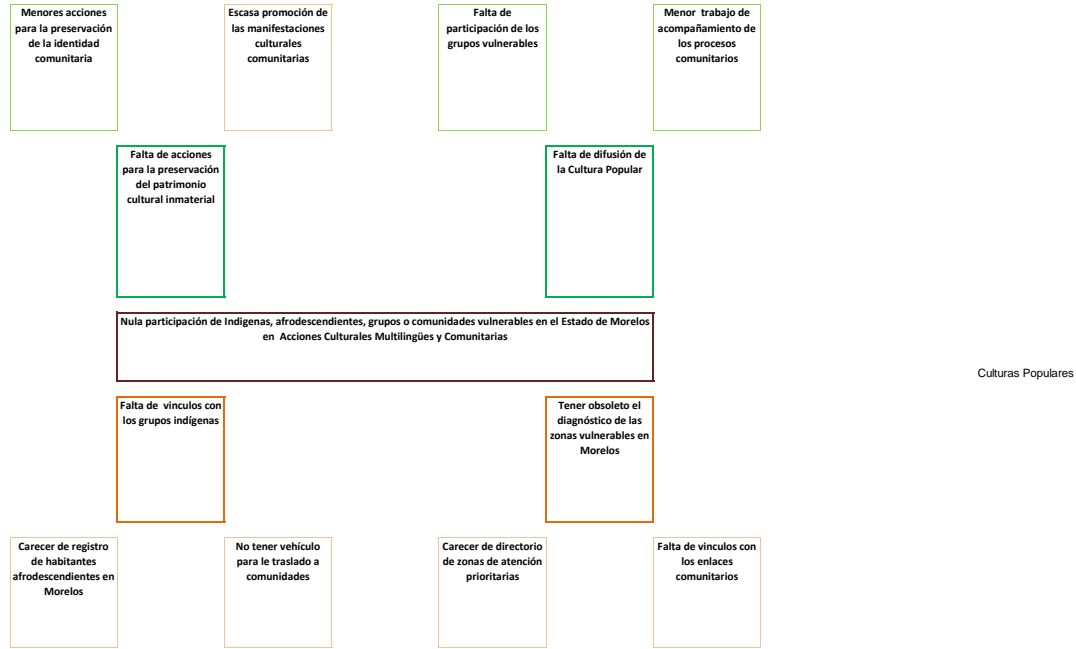 Menores acciones
para la preservación
de la identidad
comunitaria
Escasa promoción de
las manifestaciones
culturales
comunitarias
Falta de
participación de los
grupos vulnerables
Menor  trabajo de
acompañamiento de
los procesos
comunitarios
Falta de acciones
para la preservación
del patrimonio
cultural inmaterial
Falta de difusión de
la Cultura Popular
Nula participación de Indigenas, afrodescendientes, grupos o comunidades vulnerables en el Estado de Morelos
en  Acciones Culturales Multilingües y Comunitarias
Culturas Populares
Falta de  vinculos con
los grupos indígenas
Tener obsoleto el
diagnóstico de las
zonas vulnerables en
Morelos
Carecer de registro
de habitantes
afrodescendientes en
Morelos
No tener vehículo
para le traslado a
comunidades
Carecer de directorio
de zonas de atención
prioritarias
Falta de vinculos con
los enlaces
comunitarios